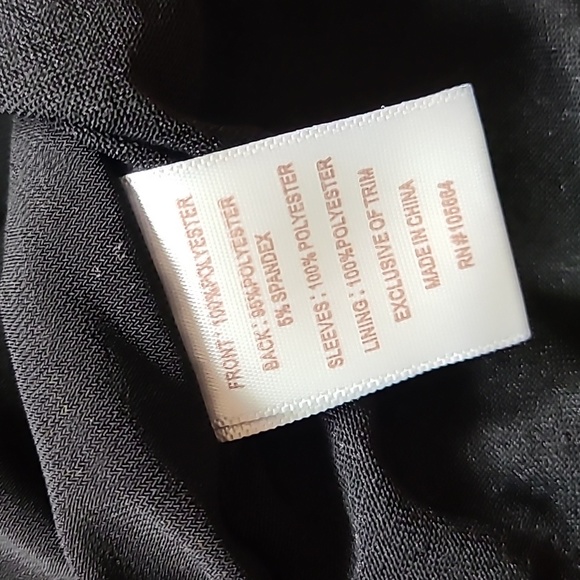 FRONT 100%POLYESTER
BACK : 95%POLYESTER
5% SPANDEX
SLEEVES : 100% POLYESTER
LINING : 100%POLYESTER
EXCLUSIVE OF TRIM
MADE IN CHINA
RN#105664